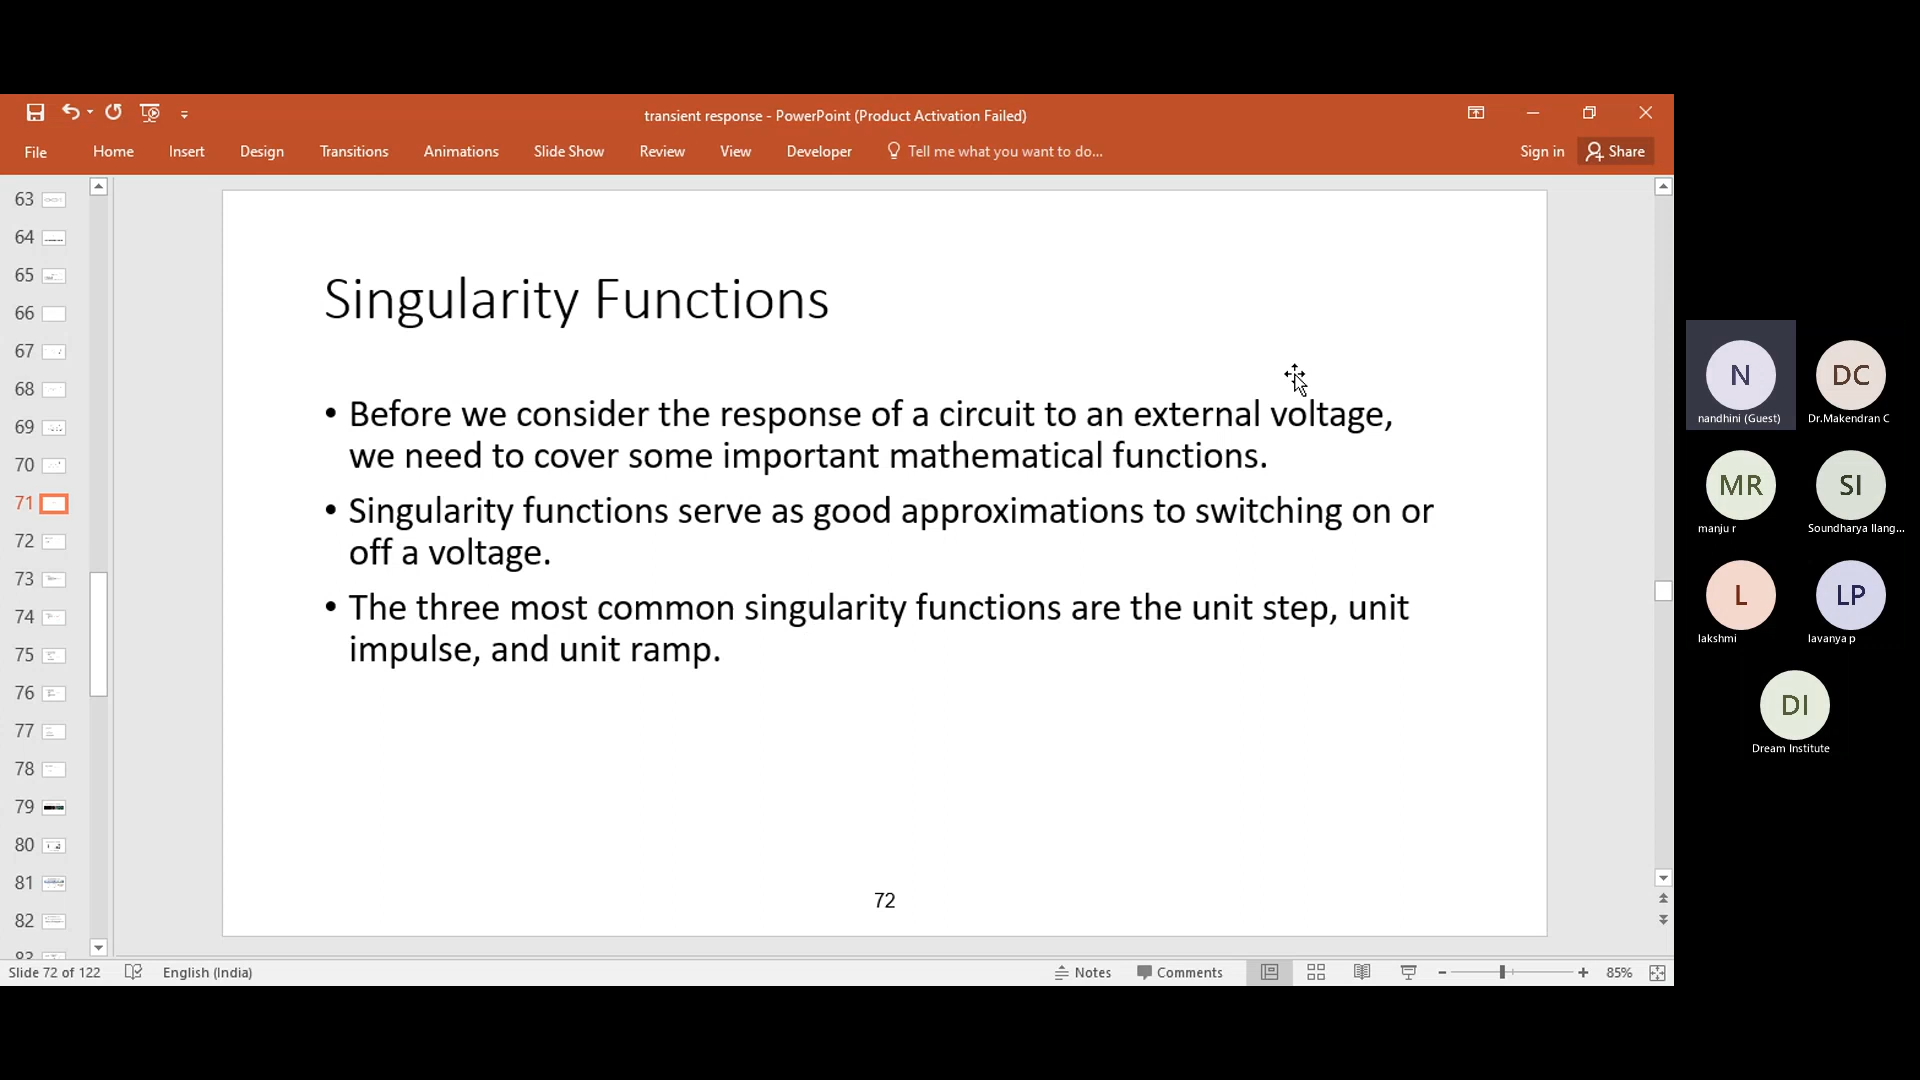 transient response - PowerPoint (Product Activation Failed)
File Home Insert Design Transitions Animations Slide Show Review View Developer Tell me what you want to do... Sign in Share
63
64
65
66
67
68
69
70
71
72
73
74
75
76
77
78
79
80
81
82
83
Singularity Functions
• Before we consider the response of a circuit to an external voltage,
we need to cover some important mathematical functions.
• Singularity functions serve as good approximations to switching on or
off a voltage.
• The three most common singularity functions are the unit step, unit
impulse, and unit ramp.
72
Slide 72 of 122 English (India) Notes Comments 85%
N DC
nandhini (Guest) Dr.Makendran C
MR SI
manju r Soundharya Ilang...
L LP
lakshmi lavanya p
DI
Dream Institute